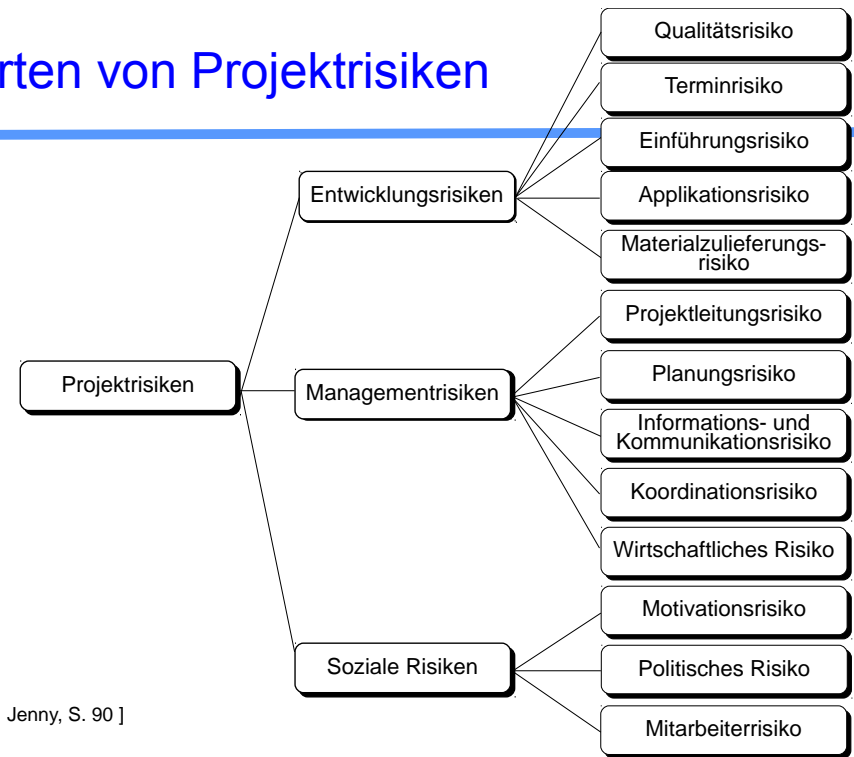 rten von Projektrisiken
Qualitätsrisiko
Terminrisiko
Einführungsrisiko
Entwicklungsrisiken
Applikationsrisiko
Materialzulieferungs-
risiko
Projektleitungsrisiko
Projektrisiken
Managementrisiken
Planungsrisiko
Informations- und
Kommunikationsrisiko
Koordinationsrisiko
Wirtschaftliches Risiko
Motivationsrisiko
Soziale Risiken
Politisches Risiko
Mitarbeiterrisiko
Jenny, S. 90 ]